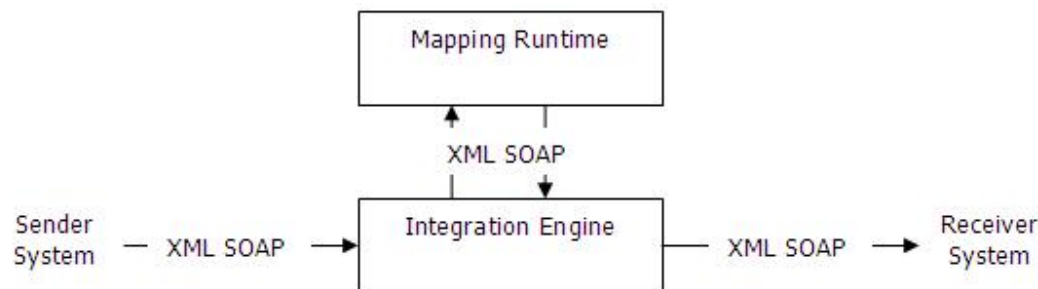 Mapping Runtime
XML SOAP
Integration Engine
Sender
System
XML SOAP
XML SOAP
Receiver
System